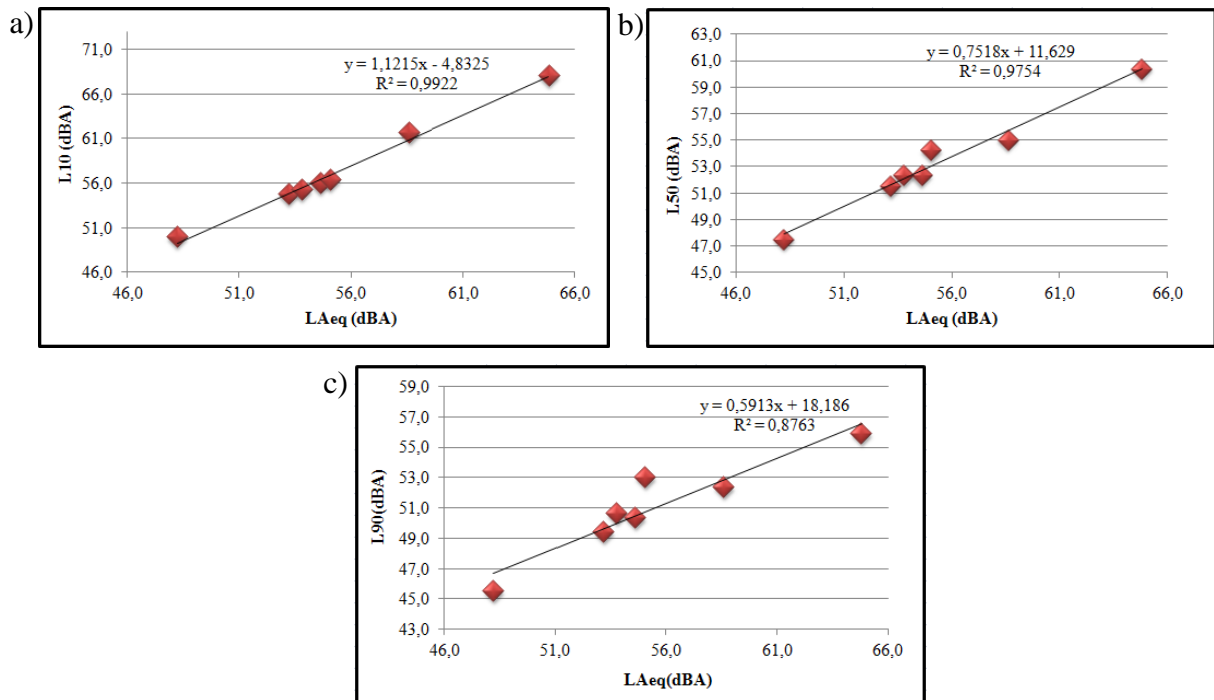 a)
y = 1,1215x - 4,8325
R² = 0,9922
71,0
66,0
61,0
56,0
51,0
46,0
L10 (dBA)
46,0 51,0 56,0 61,0 66,0
LAeq (dBA)
b)
y = 0,7518x + 11,629
R² = 0,9754
63,0
61,0
59,0
57,0
55,0
53,0
51,0
49,0
47,0
45,0
L50 (dBA)
46,0 51,0 56,0 61,0 66,0
LAeq (dBA)
c)
y = 0,5913x + 18,186
R² = 0,8763
59,0
57,0
55,0
53,0
51,0
49,0
47,0
45,0
43,0
L90(dBA)
46,0 51,0 56,0 61,0 66,0
LAeq(dBA)